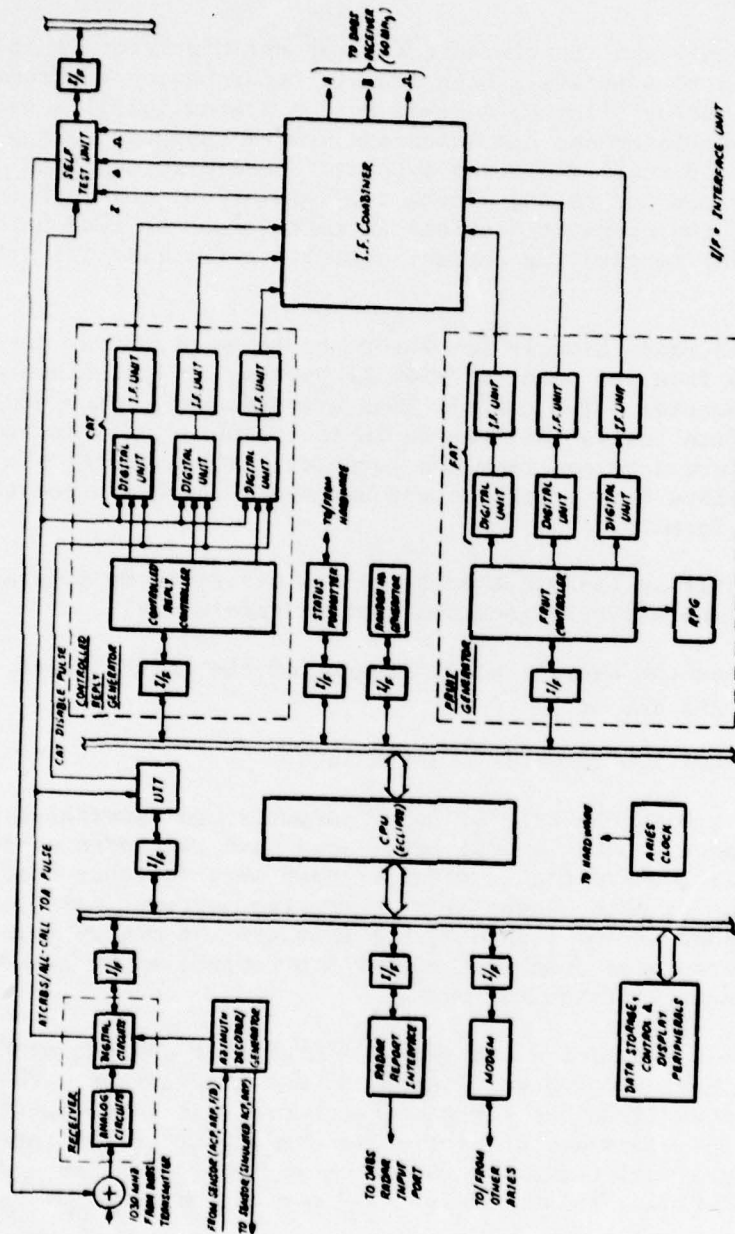 RECEIVER
ANALOG
CIRCUITS
DIGITAL
CIRCUITS
I/F
+
1030 MHZ
FROM DABS
TRANSMITTER
ATCRBS/ALL-CALL TOA PULSE
CAT DISABLE PULSE
UTT
I/F
FROM SENSOR (ACP, ARP, I/B)
TO SENSOR (SIMULATED ACP, ARP)
AZIMUTH
DECODER/
GENERATOR
TO DABS
RADAR
INPUT
PORT
RADAR
REPORT
INTERFACE
I/F
TO/FROM
OTHER
ARIES
MODEM
I/F
DATA STORAGE,
CONTROL &
DISPLAY
PERIPHERALS
CPU
(ECLIPSE)
TO HARDWARE
ARIES
CLOCK
CONTROLLED
REPLY
GENERATOR
I/F
CONTROLLED
REPLY
CONTROLLER
CAT
DIGITAL
UNIT
DIGITAL
UNIT
DIGITAL
UNIT
I.F. UNIT
I.F. UNIT
I.F. UNIT
I/F
STATUS
TO/FROM
HARDWARE
I/F
RANDOM NO.
GENERATOR
FRUIT
GENERATOR
I/F
FRUIT
CONTROLLER
RPG
FAT
DIGITAL
UNIT
DIGITAL
UNIT
DIGITAL
UNIT
I.F. UNIT
I.F. UNIT
I.F. UNIT
SELF
TEST UNIT
I/F
I.F. COMBINER
TO DABS
RECEIVER
(60 MHz)
I/F = INTERFACE UNIT